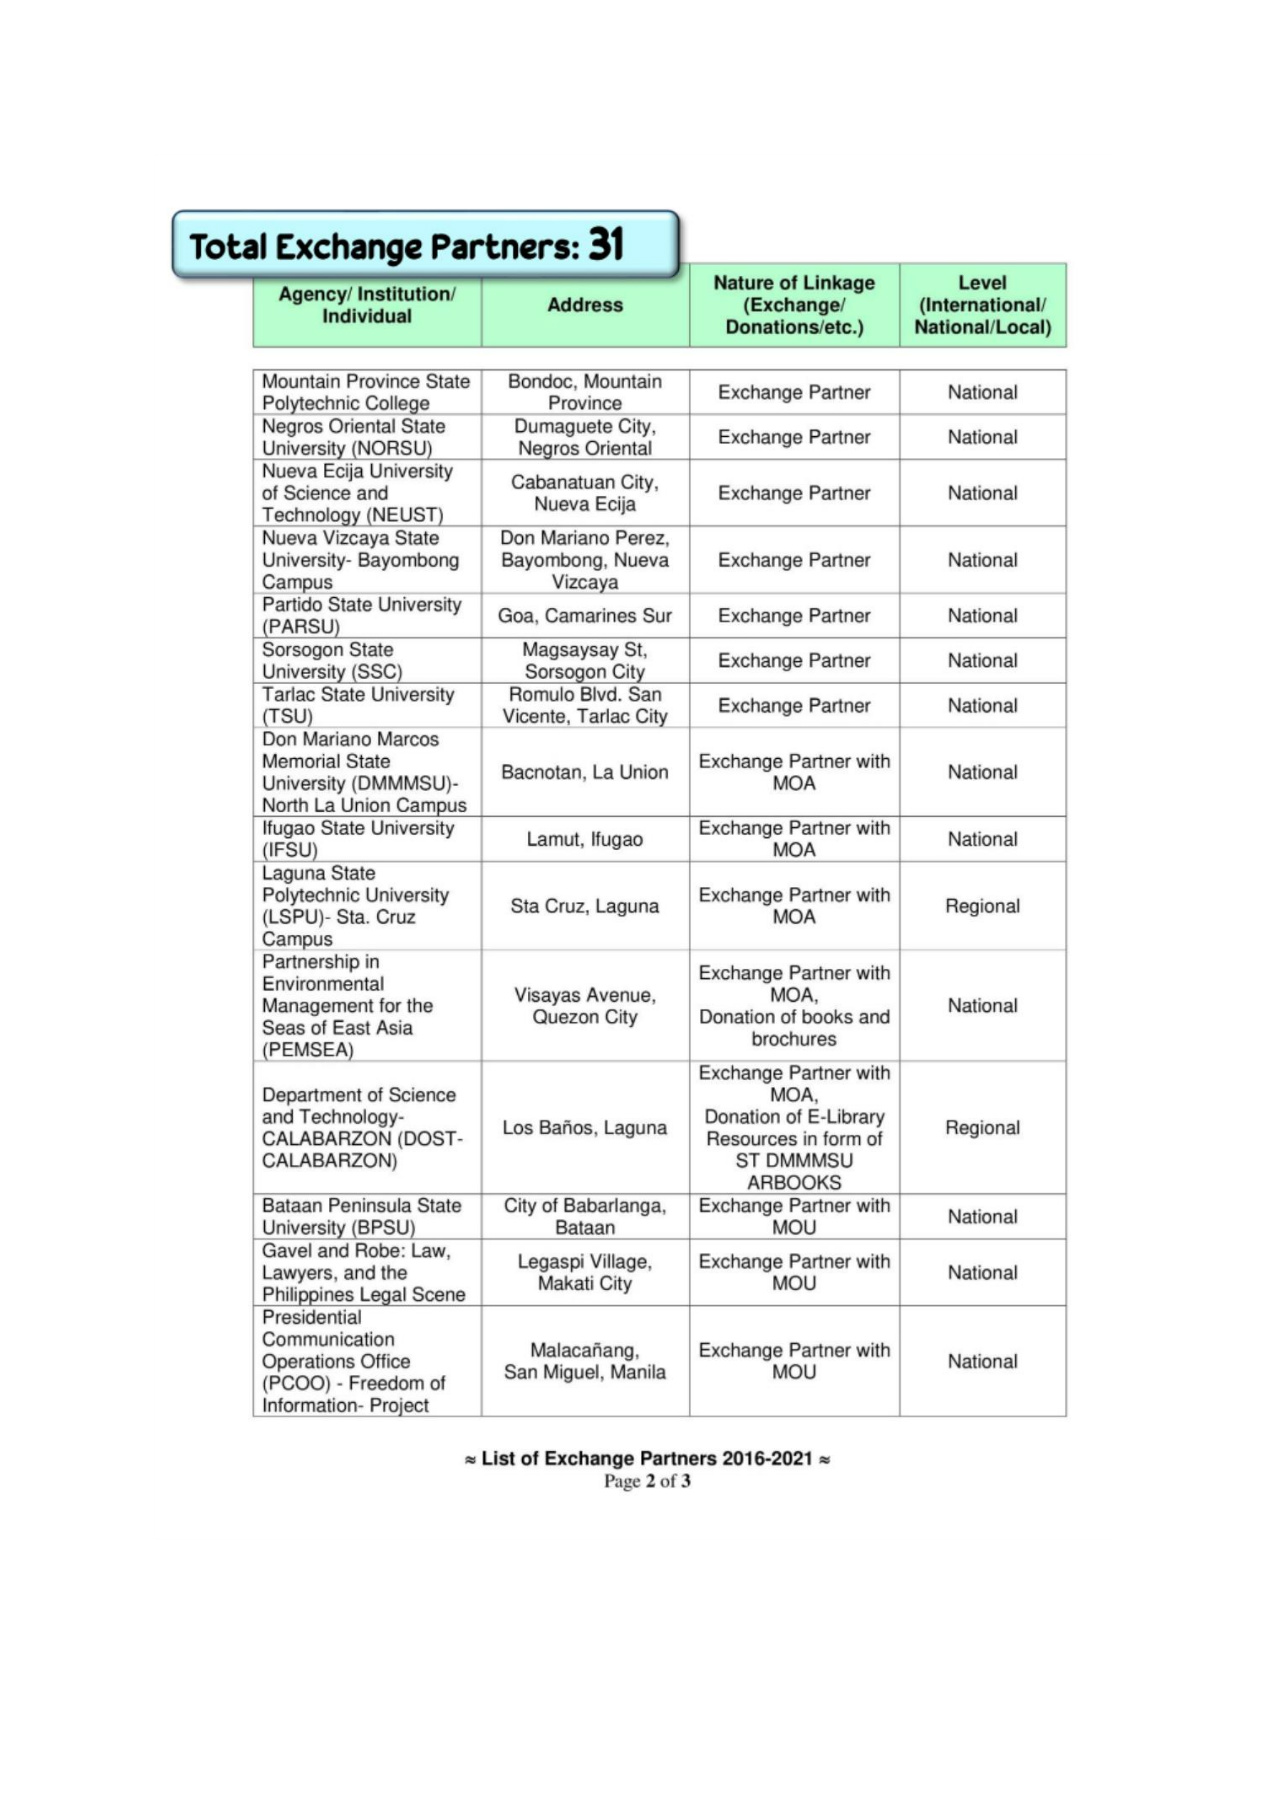 Total Exchange Partners: 31
Agency/ Institution/
Individual
Address
Nature of Linkage
(Exchange/
Donations/etc.)
Level
(International/
National/Local)
Mountain Province State
Polytechnic College
Bondoc, Mountain
Province
Exchange Partner
National
Negros Oriental State
University (NORSU)
Dumaguete City,
Negros Oriental
Exchange Partner
National
Nueva Ecija University
of Science and
Technology (NEUST)
Cabanatuan City,
Nueva Ecija
Exchange Partner
National
Nueva Vizcaya State
University- Bayombong
Campus
Don Mariano Perez,
Bayombong, Nueva
Vizcaya
Exchange Partner
National
Partido State University
(PARSU)
Goa, Camarines Sur
Exchange Partner
National
Sorsogon State
University (SSC)
Magsaysay St,
Sorsogon City
Exchange Partner
National
Tarlac State University
(TSU)
Romulo Blvd. San
Vicente, Tarlac City
Exchange Partner
National
Don Mariano Marcos
Memorial State
University (DMMMSU)-
North La Union Campus
Bacnotan, La Union
Exchange Partner with
MOA
National
Ifugao State University
(IFSU)
Lamut, Ifugao
Exchange Partner with
MOA
National
Laguna State
Polytechnic University
(LSPU)- Sta. Cruz
Campus
Sta Cruz, Laguna
Exchange Partner with
MOA
Regional
Partnership in
Environmental
Management for the
Seas of East Asia
(PEMSEA)
Visayas Avenue,
Quezon City
Exchange Partner with
MOA,
Donation of books and
brochures
National
Department of Science
and Technology-
CALABARZON (DOST-
CALABARZON)
Los Baños, Laguna
Exchange Partner with
MOA,
Donation of E-Library
Resources in form of
ST DMMMSU
ARBOOKS
Regional
Bataan Peninsula State
University (BPSU)
City of Babarlanga,
Bataan
Exchange Partner with
MOU
National
Gavel and Robe: Law,
Lawyers, and the
Philippines Legal Scene
Legaspi Village,
Makati City
Exchange Partner with
MOU
National
Presidential
Communication
Operations Office
(PCOO) - Freedom of
Information- Project
Malacañang,
San Miguel, Manila
Exchange Partner with
MOU
National
≈ List of Exchange Partners 2016-2021 ≈
Page 2 of 3